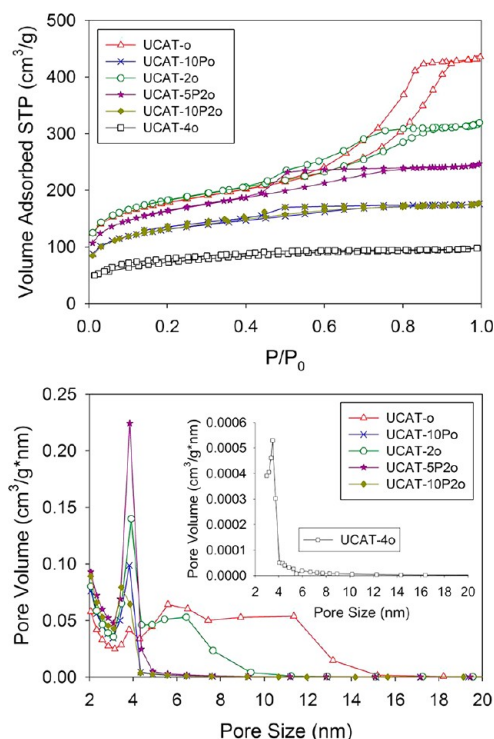 500
UCAT-o
UCAT-10Po
UCAT-2o
UCAT-5P2o
UCAT-10P2o
UCAT-4o
400
300
200
100
0
Volume Adsorbed STP (cm³/g)
0.0 0.2 0.4 0.6 0.8 1.0
P/P₀
0.25
0.20
0.15
0.10
0.05
0.00
Pore Volume (cm³/g*nm)
0.0006
0.0005
0.0004
0.0003
0.0002
0.0001
0.0000
Pore Volume (cm³/g*nm)
UCAT-4o
2 4 6 8 10 12 14 16 18 20
Pore Size (nm)
UCAT-o
UCAT-10Po
UCAT-2o
UCAT-5P2o
UCAT-10P2o
2 4 6 8 10 12 14 16 18 20
Pore Size (nm)